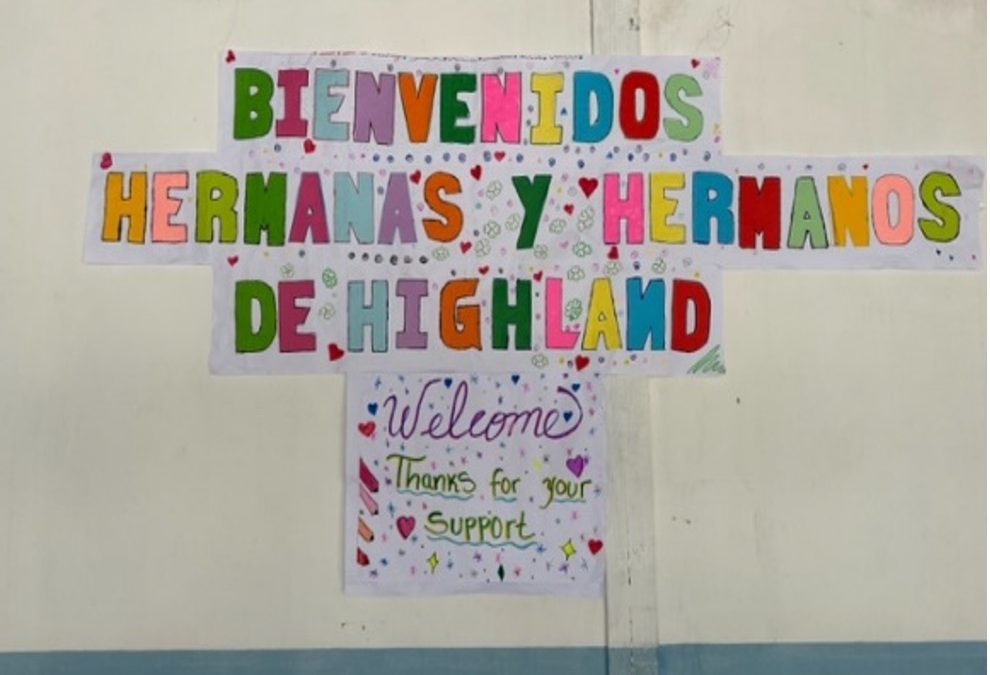 BIENVENIDOS
HERMANAS Y HERMANOS
DE HIGHLAND
Welcome
Thanks for your
support